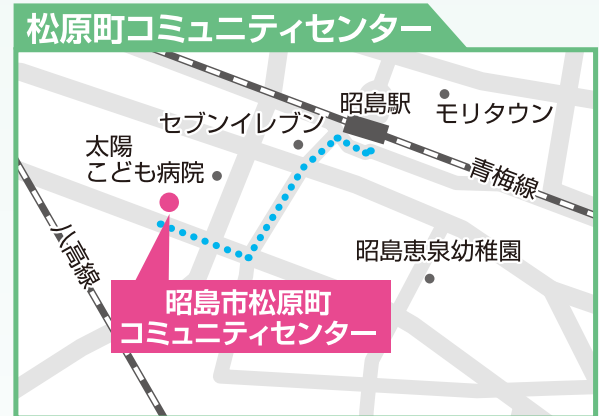 松原町コミュニティセンター
昭島駅
モリタウン
セブンイレブン
太陽
こども病院
青梅線
八高線
昭島恵泉幼稚園
昭島市松原町
コミュニティセンター